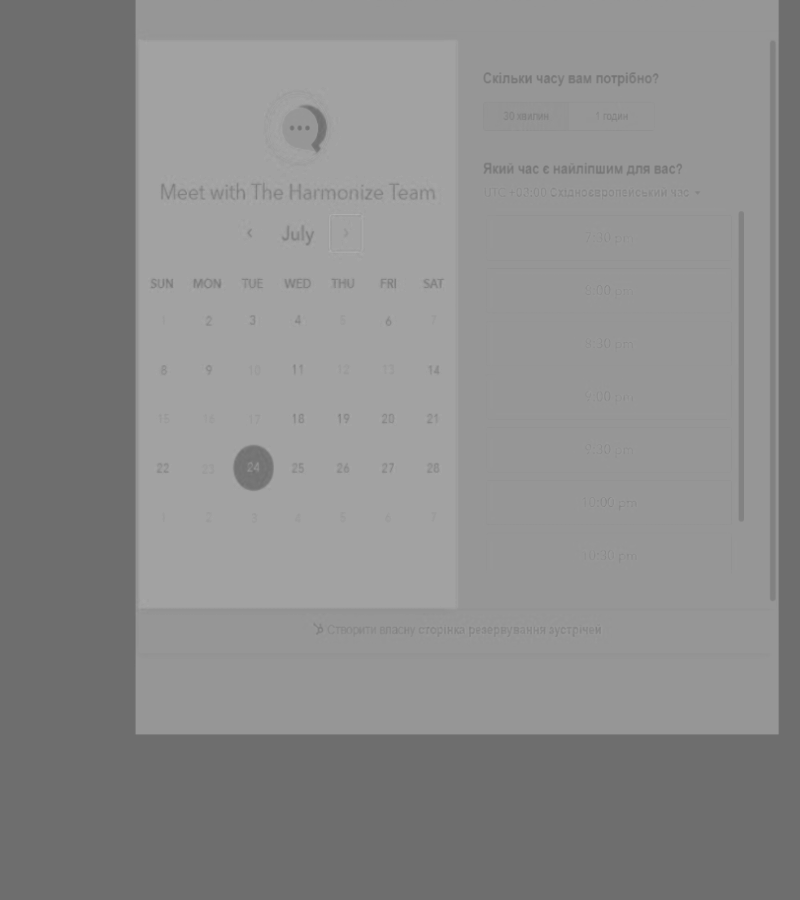 Meet with The Harmonize Team
July
SUN MON TUE WED THU FRI SAT
1 2 3 4 5 6 7
8 9 10 11 12 13 14
15 16 17 18 19 20 21
22 23 24 25 26 27 28
1 2 3 4 5 6 7
Скільки часу вам потрібно?
30 хвилин 1 годин
Який час є найліпшим для вас?
UTC +03:00 Східноєвропейський час
7:30 pm
8:00 pm
8:30 pm
9:00 pm
9:30 pm
10:00 pm
10:30 pm
Створити власну сторінка резервування зустрічей